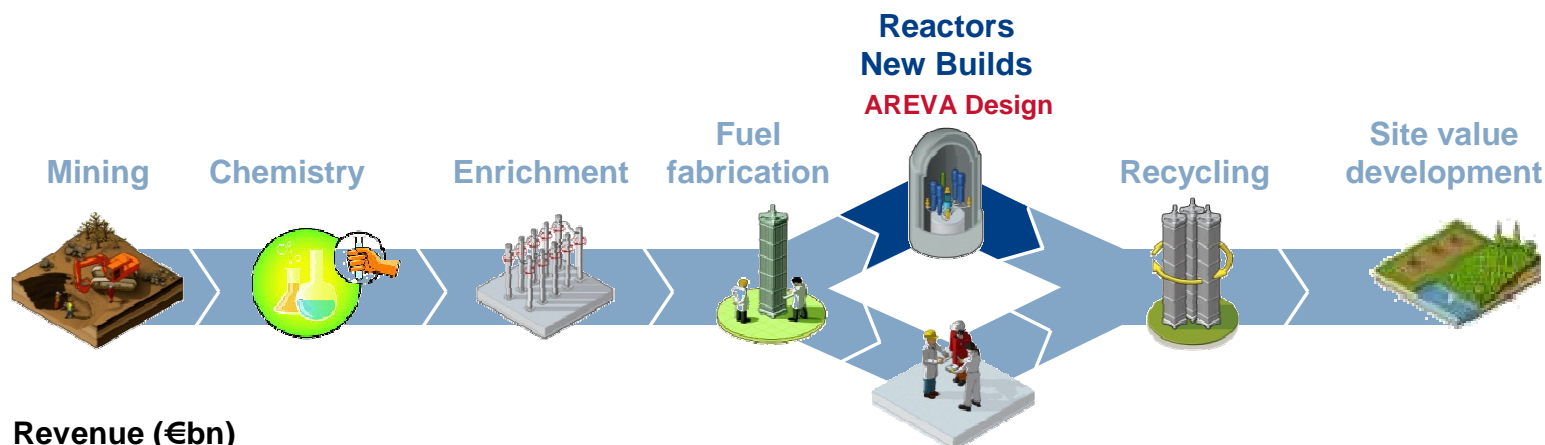 Reactors
New Builds
AREVA Design
Mining
Chemistry
Enrichment
Fuel
fabrication
Recycling
Site value
development
Revenue (€bn)